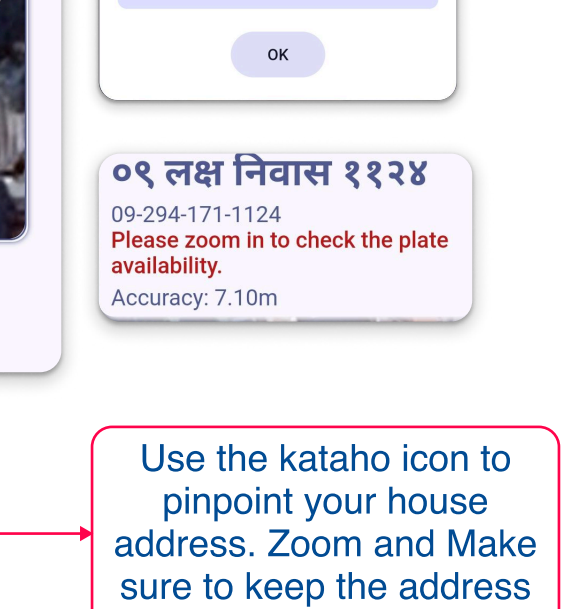 OK
०९ लक्ष निवास ११२४
09-294-171-1124
Please zoom in to check the plate
availability.
Accuracy: 7.10m
Use the kataho icon to
pinpoint your house
address. Zoom and Make
sure to keep the address